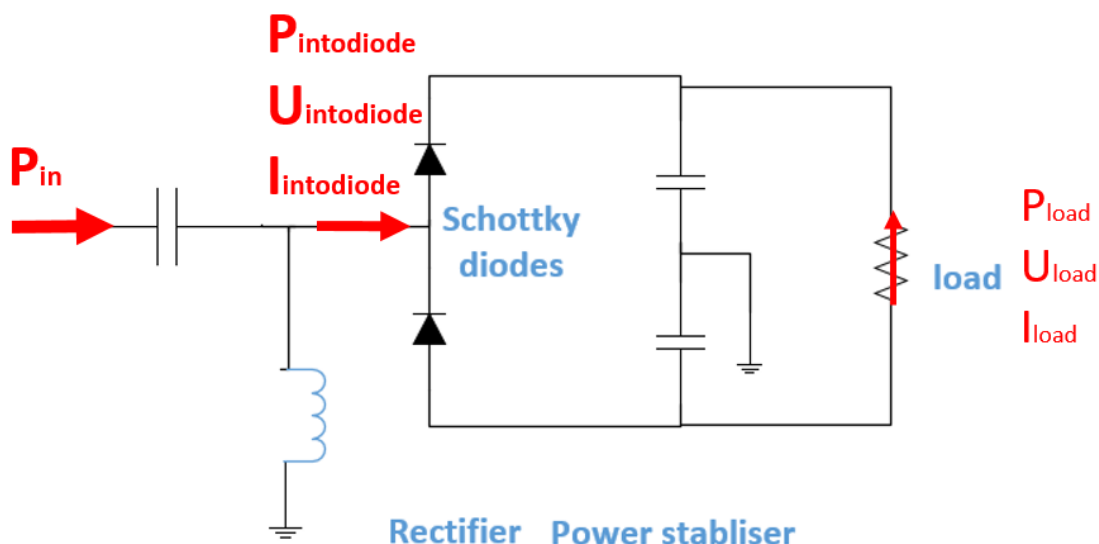 Pintodiode
Uintodiode
Iintodiode
Pin
Schottky
diodes
load
Pload
Uload
Iload
Rectifier Power stabliser